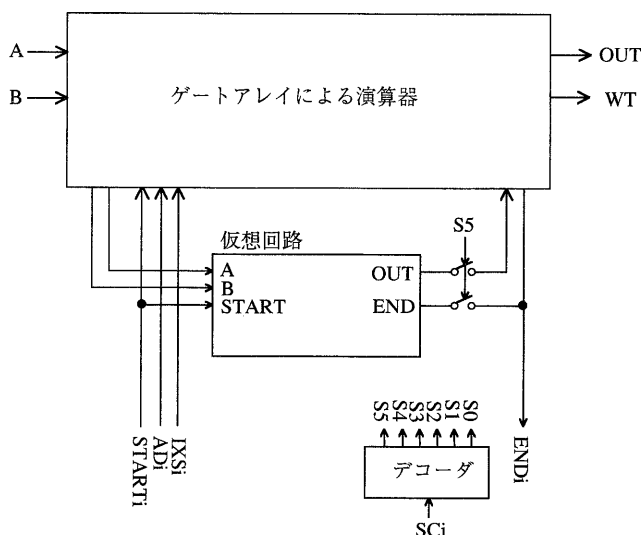 A
OUT
B
ゲートアレイによる演算器
WT
S5
仮想回路
A
OUT
B
START
END
S5
S4
S3
S2
S1
S0
STARTi
ADi
IXSi
デコーダ
ENDi
SCi